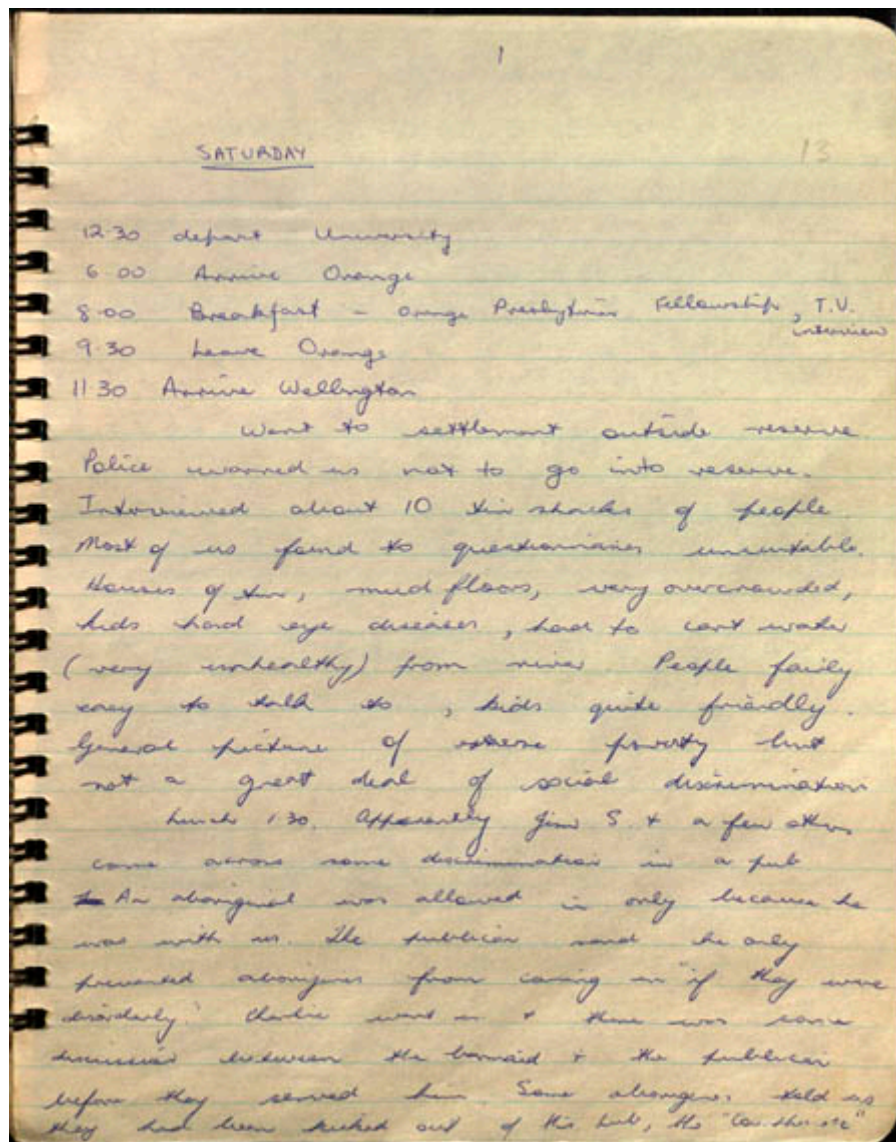 1
SATURDAY
13
12.30 depart University
6.00 Arrive Orange
8.00 Breakfast - Orange Presbyterian Fellowship, T.V. interview
9.30 Leave Orange
11.30 Arrive Wellington
Went to settlement outside reserve.
Police warned us not to go into reserve.
Interviewed about 10 tin shacks of people.
Most of us found to questionnaires unsuitable.
Houses of tin, mud floors, very overcrowded,
kids had eye diseases, had to cart water
(very unhealthy) from river. People fairly
easy to talk to, kids quite friendly.
General picture of extreme poverty but
not a great deal of social discrimination
Lunch 1.30. Apparently Jim S. + a few others
came across some discrimination in a pub
An aboriginal was allowed in only because he
was with us. The publican said he only
prevented aborigines from coming in "if they were
disorderly." Charlie went in + there was some
discussion between the barmaid + the publican
before they served him. Some aborigines told us
they had been kicked out of this pub, the